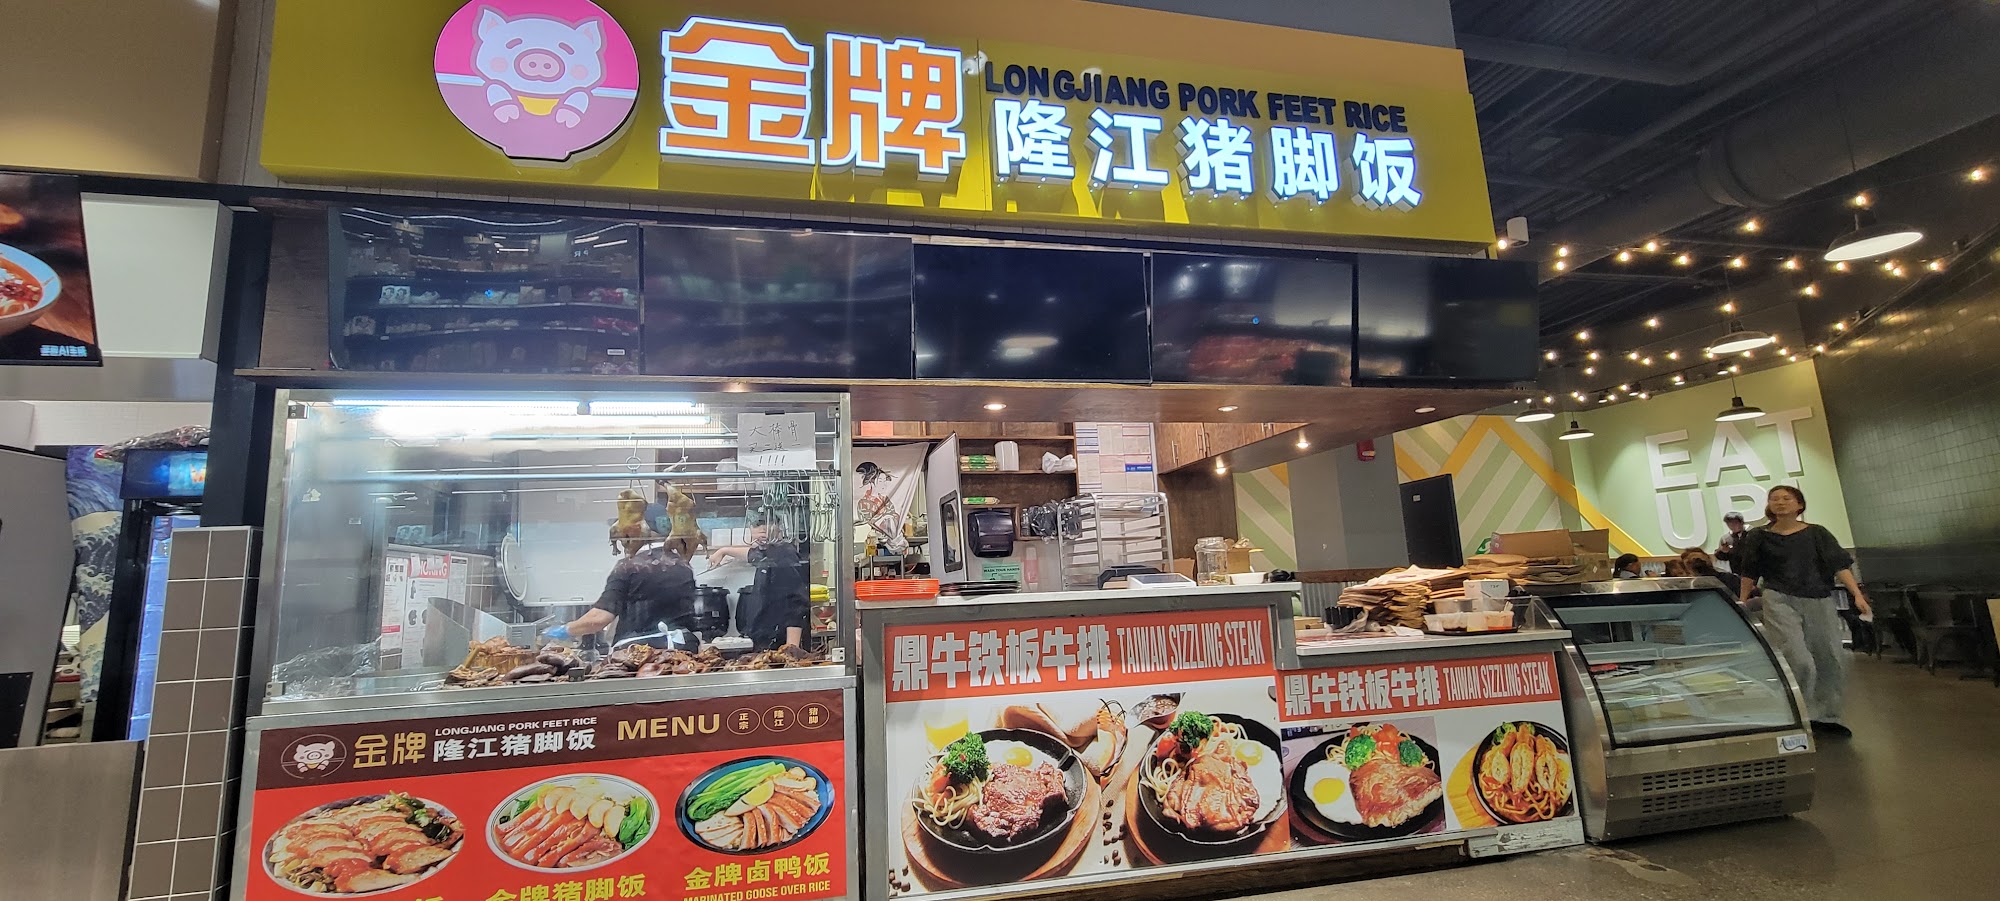 金牌
LONGJIANG PORK FEET RICE
隆江猪脚饭
大棒骨
!!!!
EAT
UP!
鼎牛铁板牛排 TAIWAN SIZZLING STEAK
鼎牛铁板牛排 TAIWAN SIZZLING STEAK
金牌
LONGJIANG PORK FEET RICE
隆江猪脚饭
MENU
正宗
隆江
猪脚
金牌猪脚饭
金牌卤鸭饭
MARINATED GOOSE OVER RICE